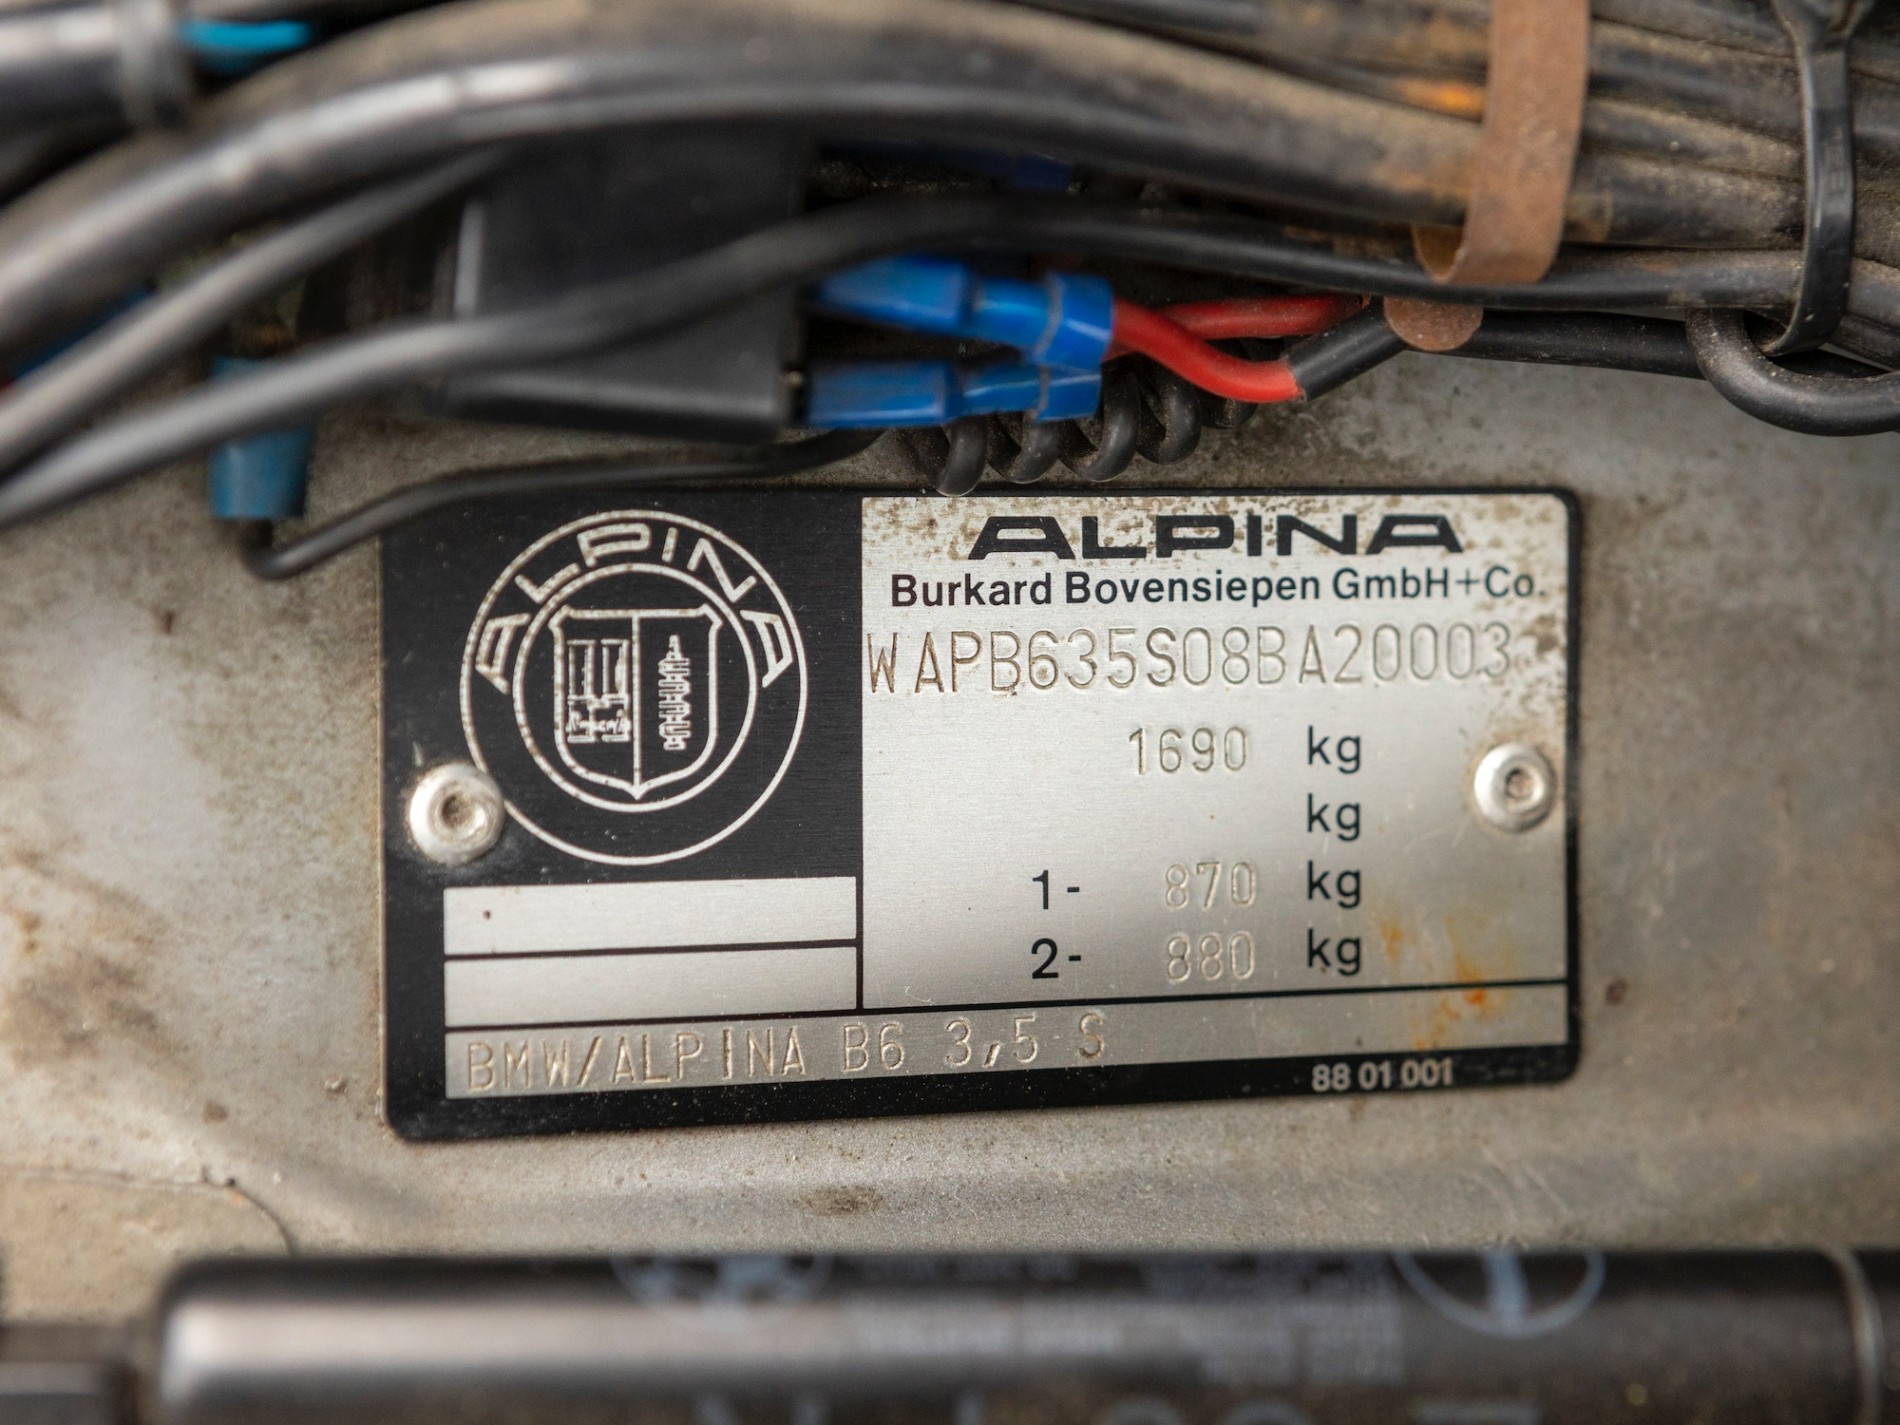 ALPINA
ALPINA
Burkard Bovensiepen GmbH+Co.
WAPB635S08BA20003
1690 kg
kg
1- 870 kg
2- 880 kg
BMW/ALPINA B6 3,5 S
88 01 001